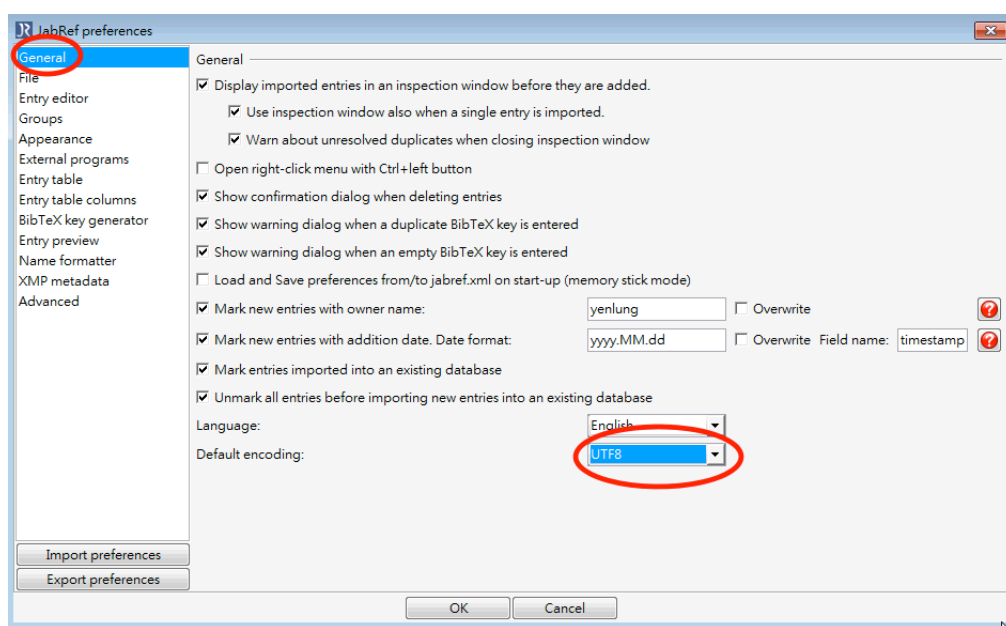 JabRef preferences
General
File
Entry editor
Groups
Appearance
External programs
Entry table
Entry table columns
BibTeX key generator
Entry preview
Name formatter
XMP metadata
Advanced
Import preferences
Export preferences
General
Display imported entries in an inspection window before they are added.
Use inspection window also when a single entry is imported.
Warn about unresolved duplicates when closing inspection window
Open right-click menu with Ctrl+left button
Show confirmation dialog when deleting entries
Show warning dialog when a duplicate BibTeX key is entered
Show warning dialog when an empty BibTeX key is entered
Load and Save preferences from/to jabref.xml on start-up (memory stick mode)
Mark new entries with owner name: yenlung Overwrite
Mark new entries with addition date. Date format: yyyy.MM.dd Overwrite Field name: timestamp
Mark entries imported into an existing database
Unmark all entries before importing new entries into an existing database
Language: English
Default encoding: UTF8
OK Cancel